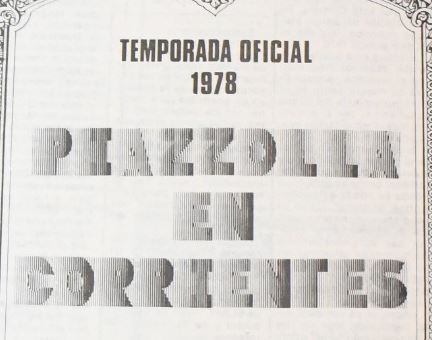 TEMPORADA OFICIAL
1978
PIAZZOLLA
EN
CORRIENTES